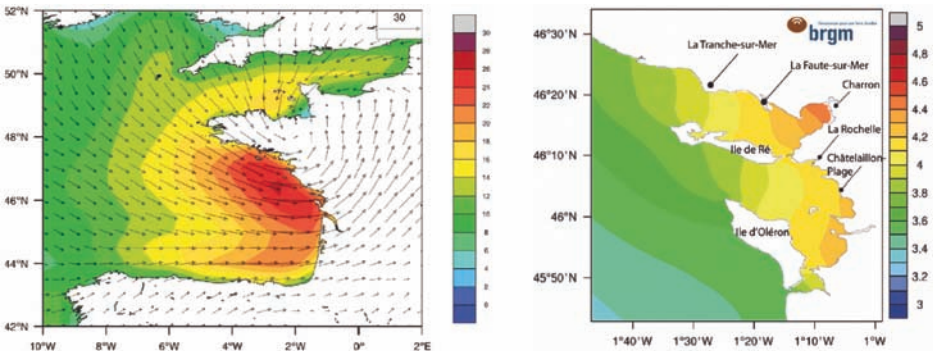 52°N
50°N
48°N
46°N
44°N
42°N
10°W
8°W
6°W
4°W
2°W
0°
2°E
30
30
28
26
24
22
20
18
16
14
12
10
8
6
4
2
0
brgm
46°30´N
46°20´N
46°10´N
46°N
45°50´N
La Tranche-sur-Mer
La Faute-sur-Mer
Charron
La Rochelle
Ile de Ré
Châtelaillon-
Plage
Ile d'Oléron
1°40´W
1°30´W
1°20´W
1°10´W
1°W
5
4.8
4.6
4.4
4.2
4
3.8
3.6
3.4
3.2
3